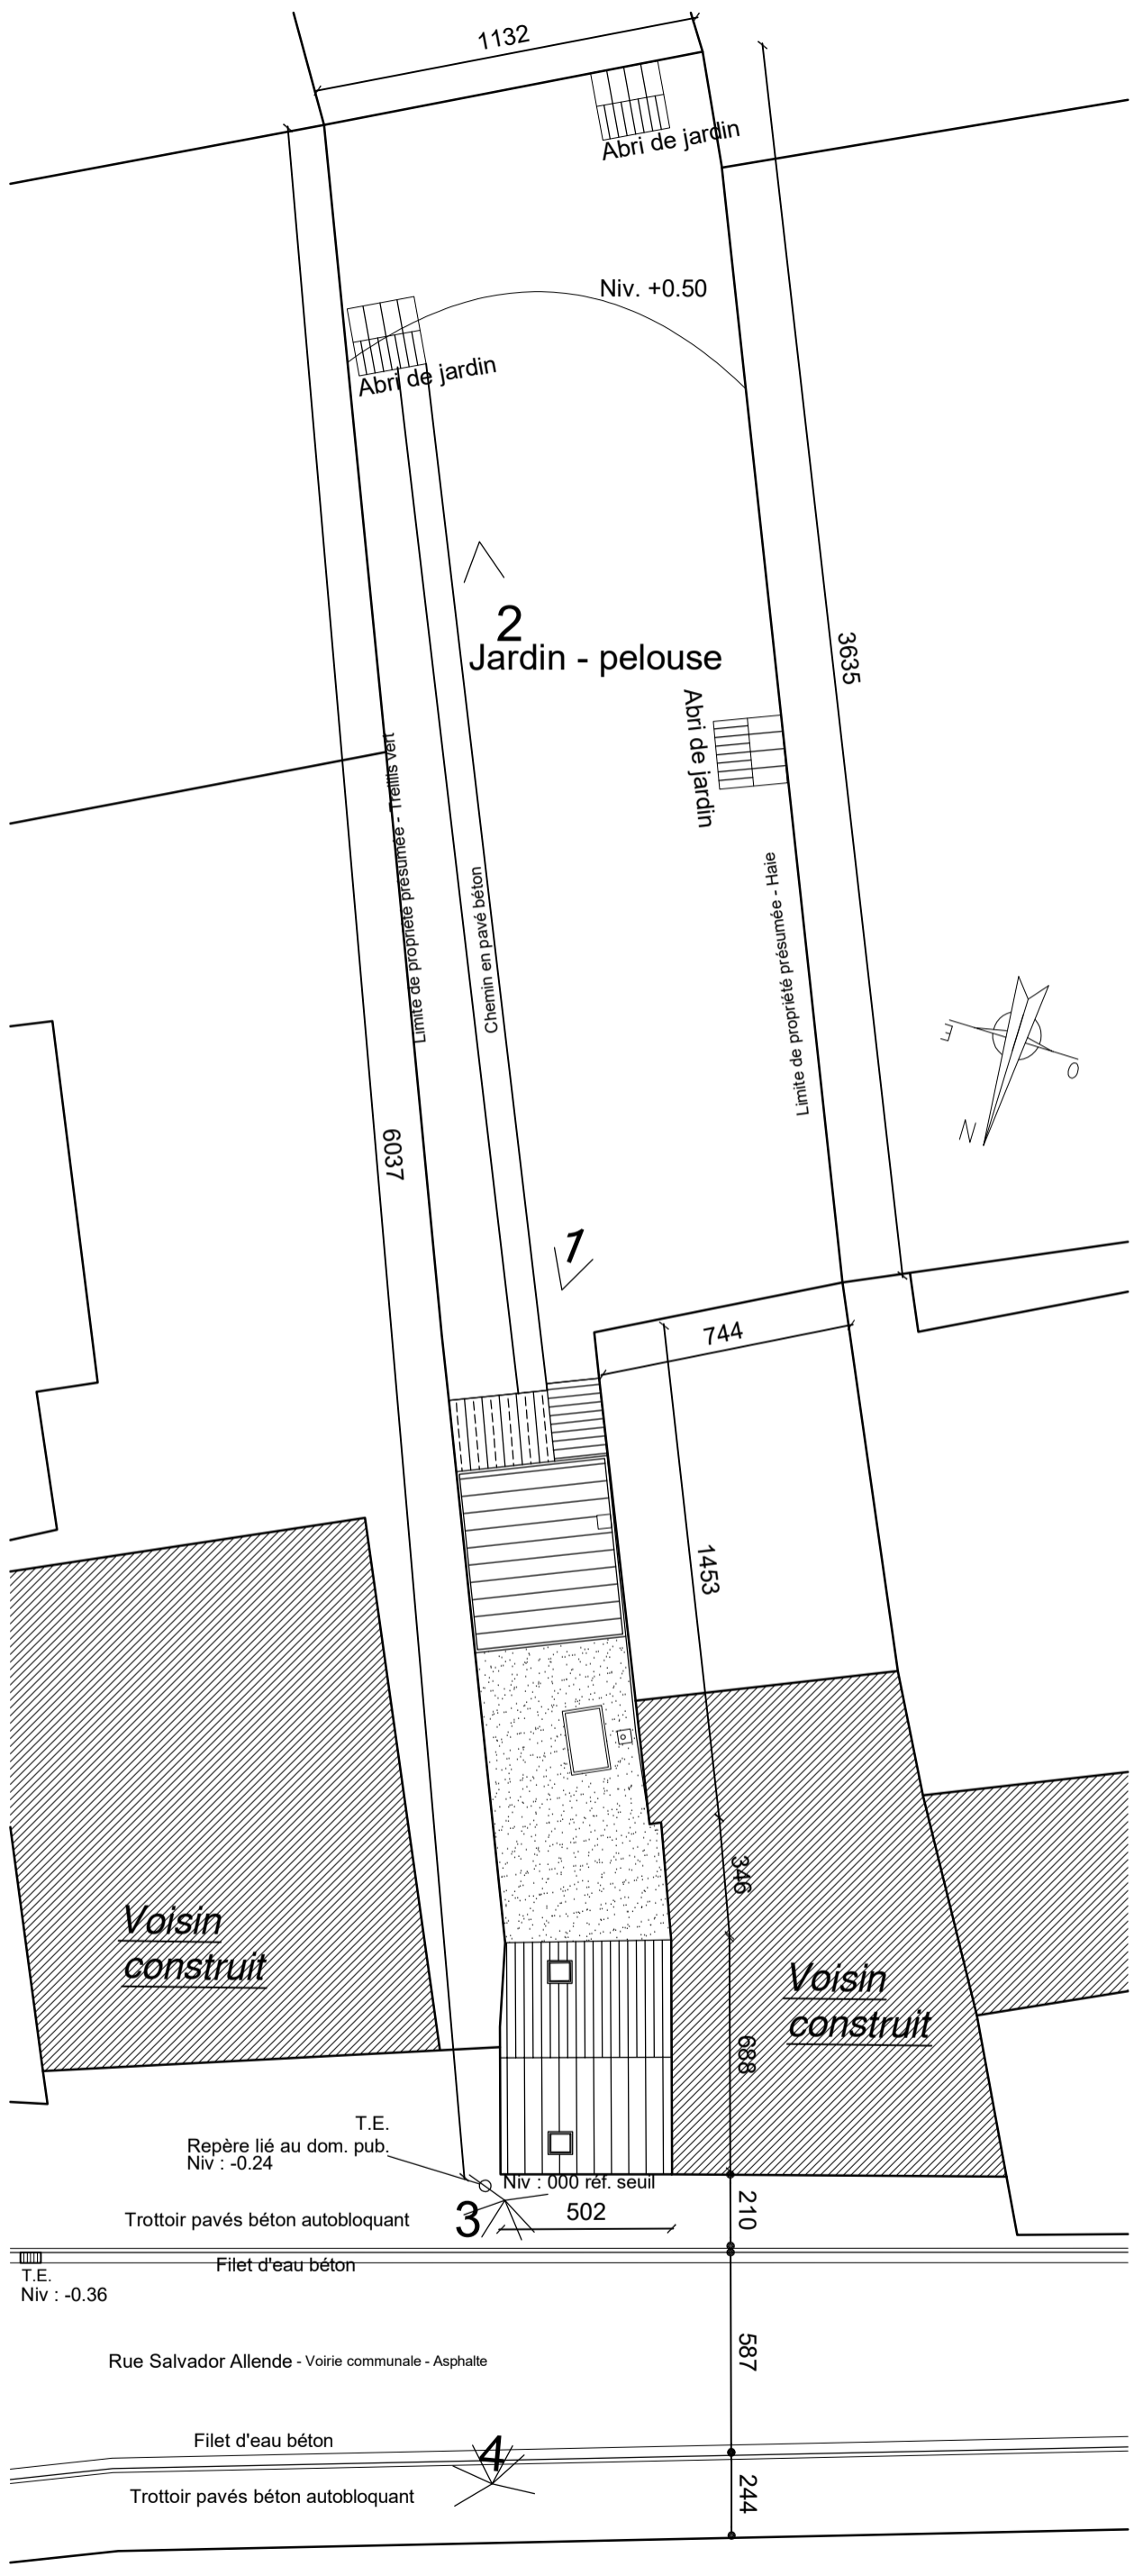 1132
Abri de jardin
Niv. +0.50
Abri de jardin
2
Jardin - pelouse
3635
Abri de jardin
Limite de propriété présumée - Treillis vert
Chemin en pavé béton
Limite de propriété présumée - Haie
E
O
N
6037
1
744
1453
346
Voisin
construit
Voisin
construit
688
T.E.
Repère lié au dom. pub.
Niv : -0.24
Niv : 000 réf. seuil
3
502
210
Trottoir pavés béton autobloquant
Filet d'eau béton
T.E.
Niv : -0.36
587
Rue Salvador Allende - Voirie communale - Asphalte
Filet d'eau béton
4
244
Trottoir pavés béton autobloquant